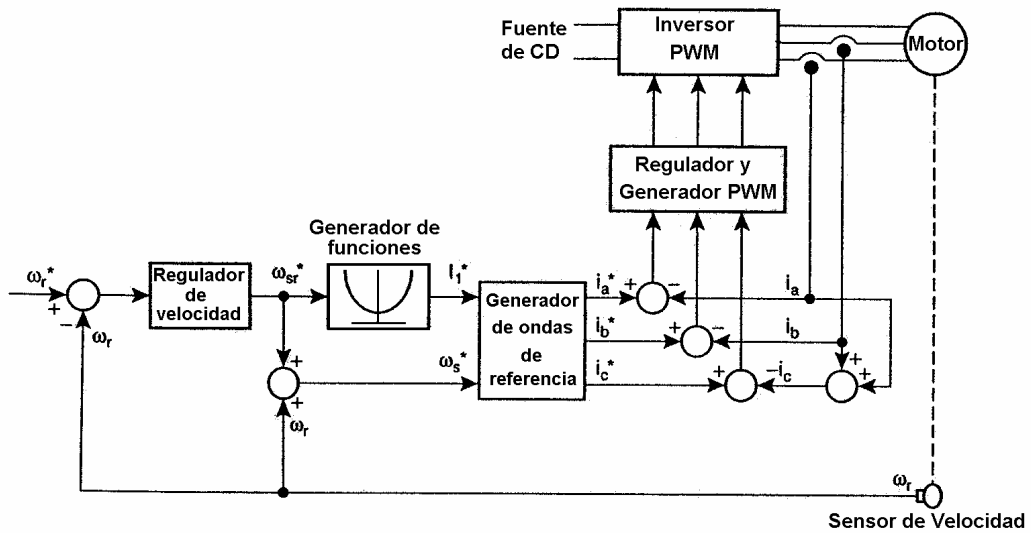 Fuente
de CD
Inversor
PWM
Motor
Regulador y
Generador PWM
Generador de
funciones
ωr*
+
−
ωr
Regulador
de
velocidad
ωsr*
I1*
Generador
de ondas
de
referencia
ia*
+
−
ia
ib*
+
−
ib
ic*
+
−ic
+
+
+
+
ωs*
ωr
ωr
Sensor de Velocidad